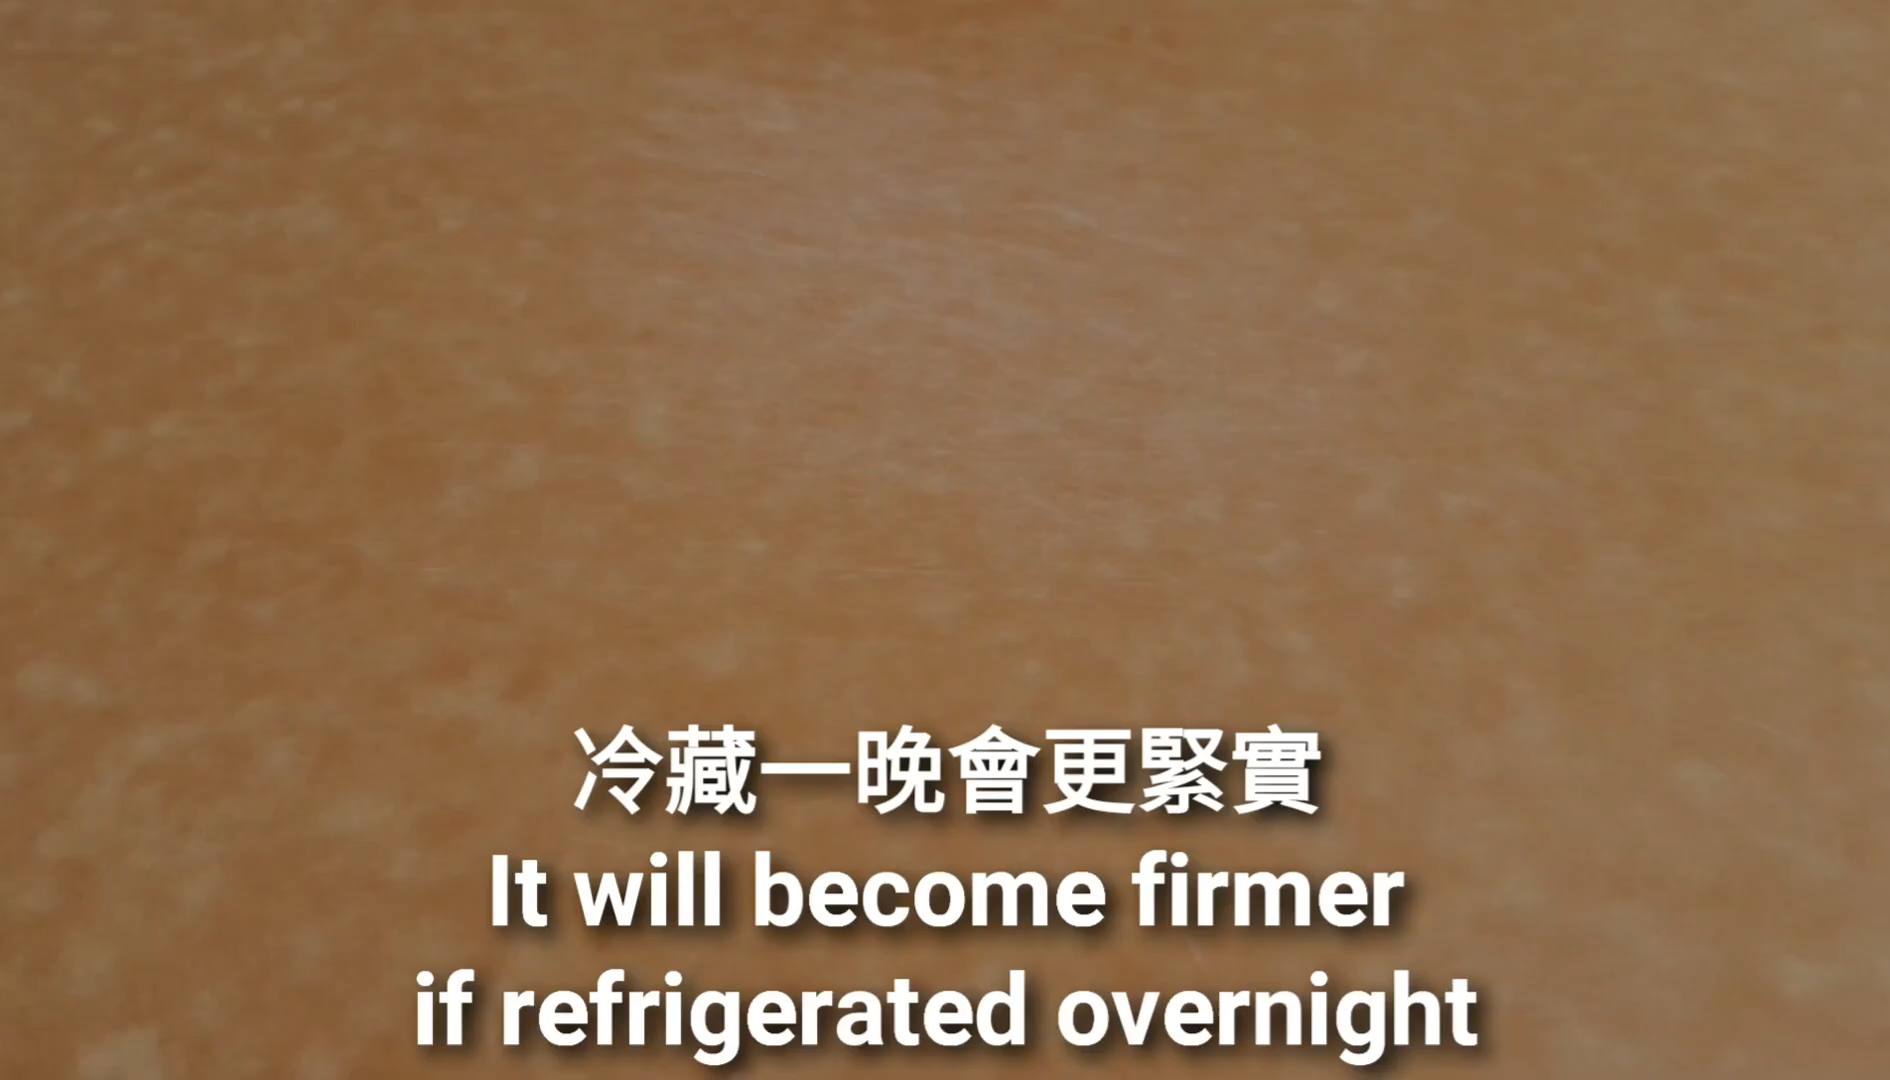 冷藏一晚會更緊實
It will become firmer
if refrigerated overnight